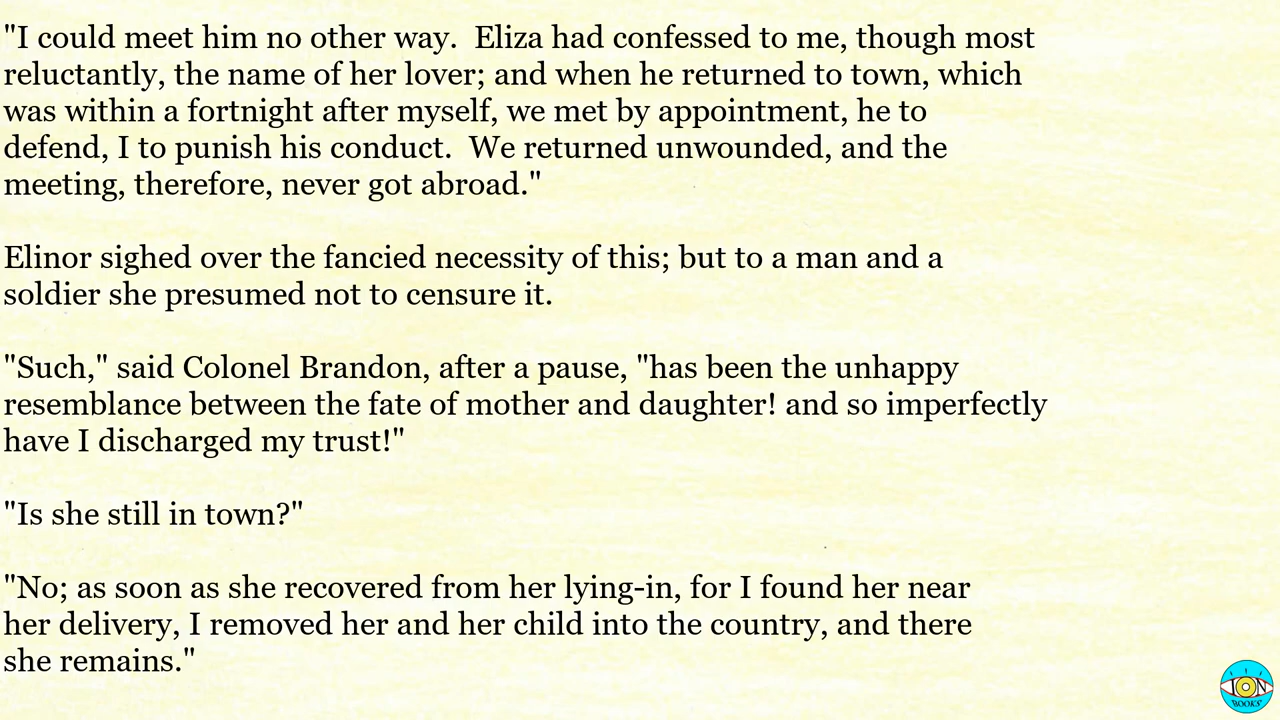 "I could meet him no other way.  Eliza had confessed to me, though most
reluctantly, the name of her lover; and when he returned to town, which
was within a fortnight after myself, we met by appointment, he to
defend, I to punish his conduct.  We returned unwounded, and the
meeting, therefore, never got abroad."
Elinor sighed over the fancied necessity of this; but to a man and a
soldier she presumed not to censure it.
"Such," said Colonel Brandon, after a pause, "has been the unhappy
resemblance between the fate of mother and daughter! and so imperfectly
have I discharged my trust!"
"Is she still in town?"
"No; as soon as she recovered from her lying-in, for I found her near
her delivery, I removed her and her child into the country, and there
she remains."
ION
BOOKS